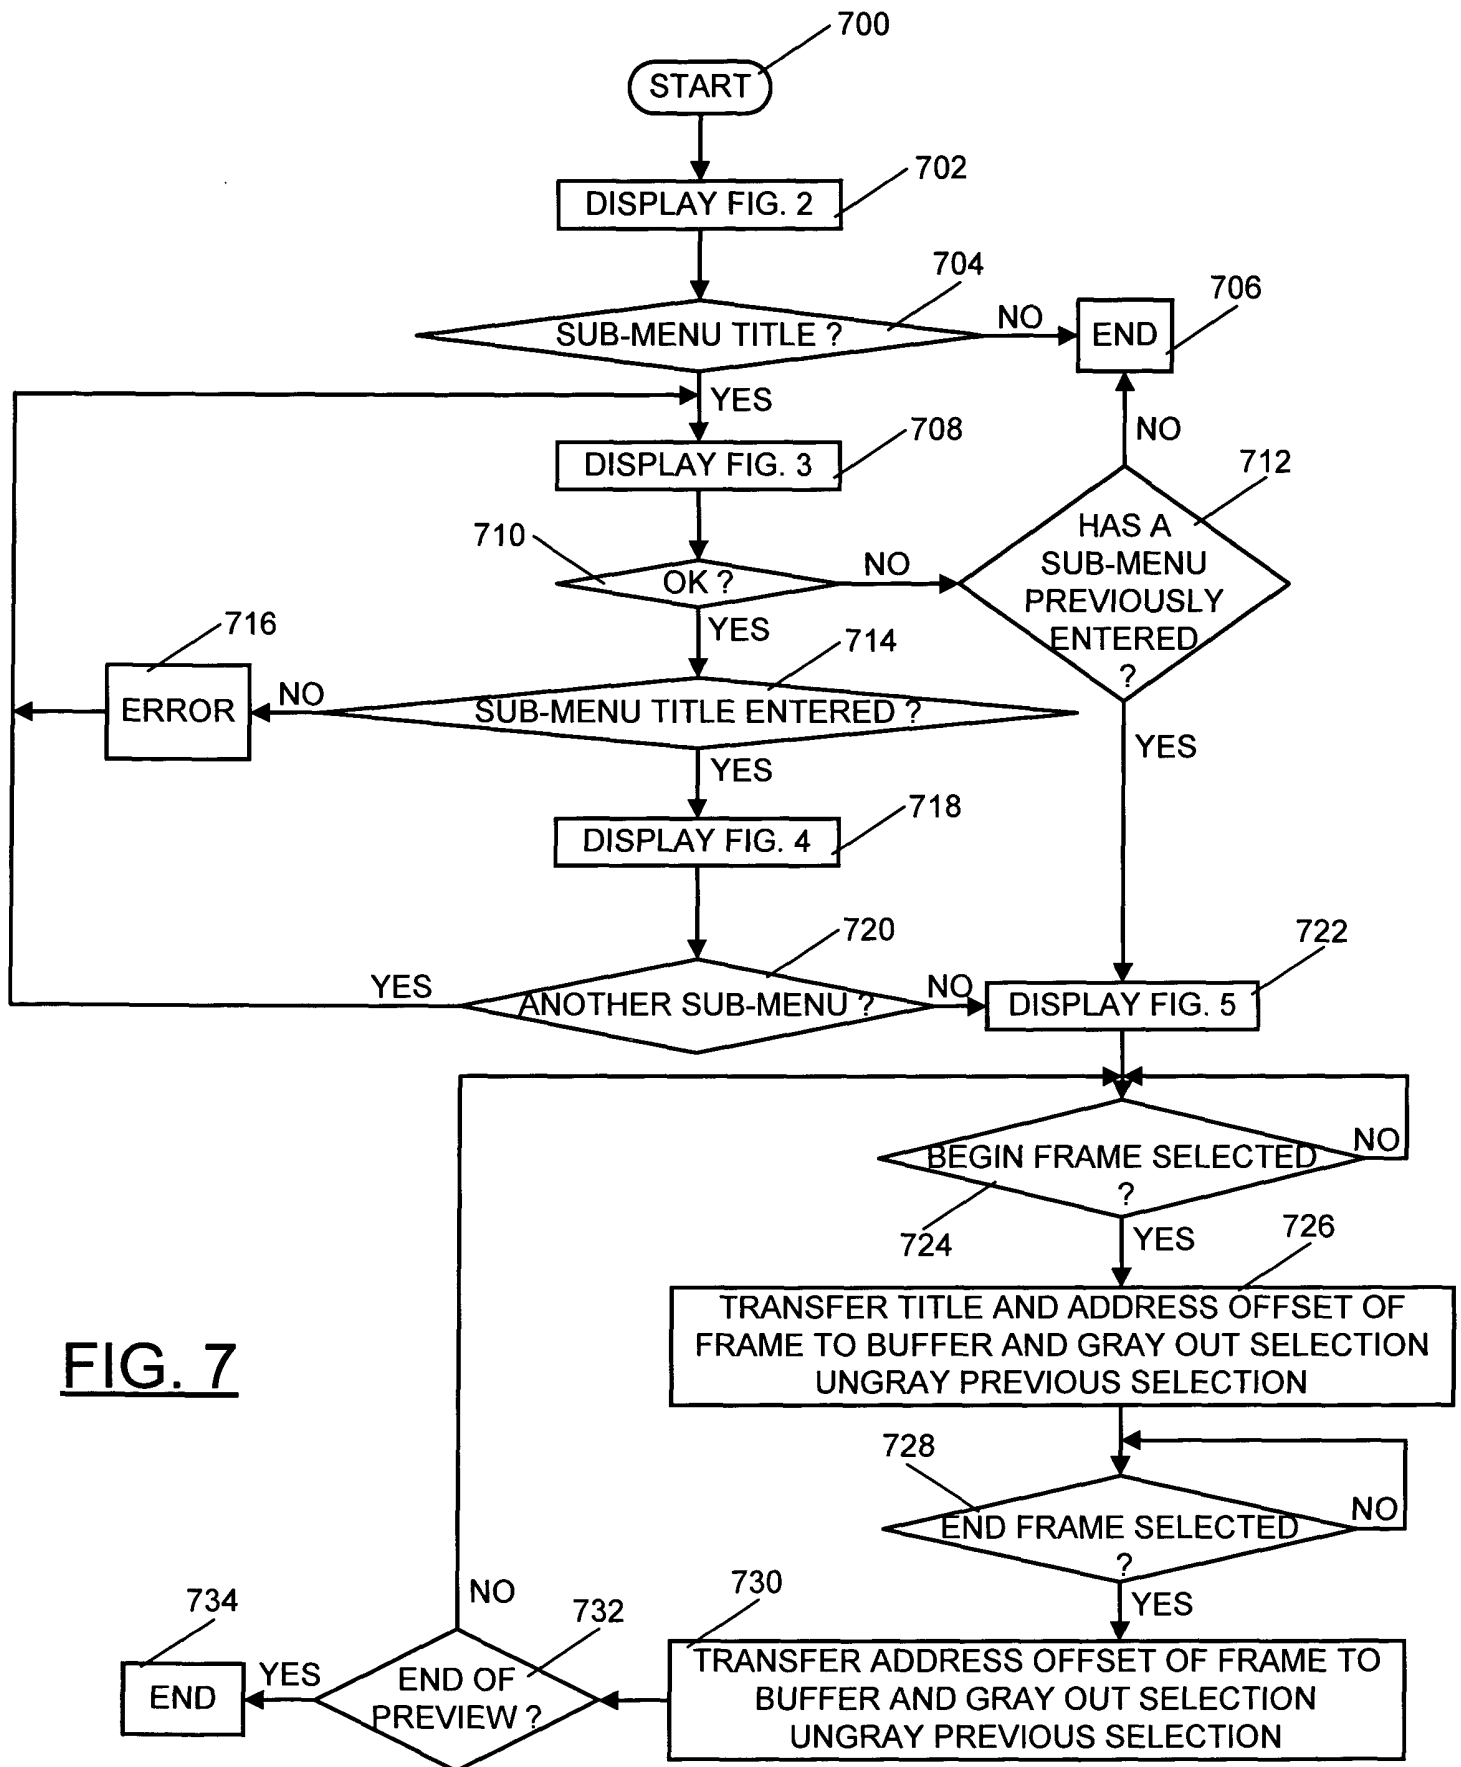 700
START
702
DISPLAY FIG. 2
704
706
SUB-MENU TITLE ?
NO
END
YES
NO
708
DISPLAY FIG. 3
712
710
OK ?
NO
HAS A
SUB-MENU
PREVIOUSLY
ENTERED
?
YES
716
714
ERROR
NO
SUB-MENU TITLE ENTERED ?
YES
YES
718
DISPLAY FIG. 4
720
722
YES
ANOTHER SUB-MENU ?
NO
DISPLAY FIG. 5
BEGIN FRAME SELECTED
?
NO
724
YES
726
TRANSFER TITLE AND ADDRESS OFFSET OF
FRAME TO BUFFER AND GRAY OUT SELECTION
UNGRAY PREVIOUS SELECTION
FIG. 7
728
END FRAME SELECTED
?
NO
YES
730
TRANSFER ADDRESS OFFSET OF FRAME TO
BUFFER AND GRAY OUT SELECTION
UNGRAY PREVIOUS SELECTION
NO
732
END OF
PREVIEW ?
YES
734
END